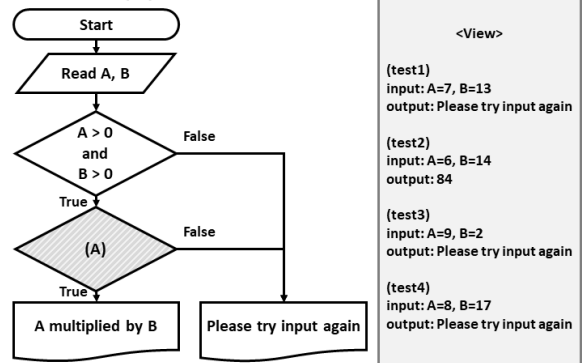 Start
Read A, B
A > 0
and
B > 0
False
True
(A)
False
True
A multiplied by B
Please try input again
<View>
(test1)
input: A=7, B=13
output: Please try input again
(test2)
input: A=6, B=14
output: 84
(test3)
input: A=9, B=2
output: Please try input again
(test4)
input: A=8, B=17
output: Please try input again